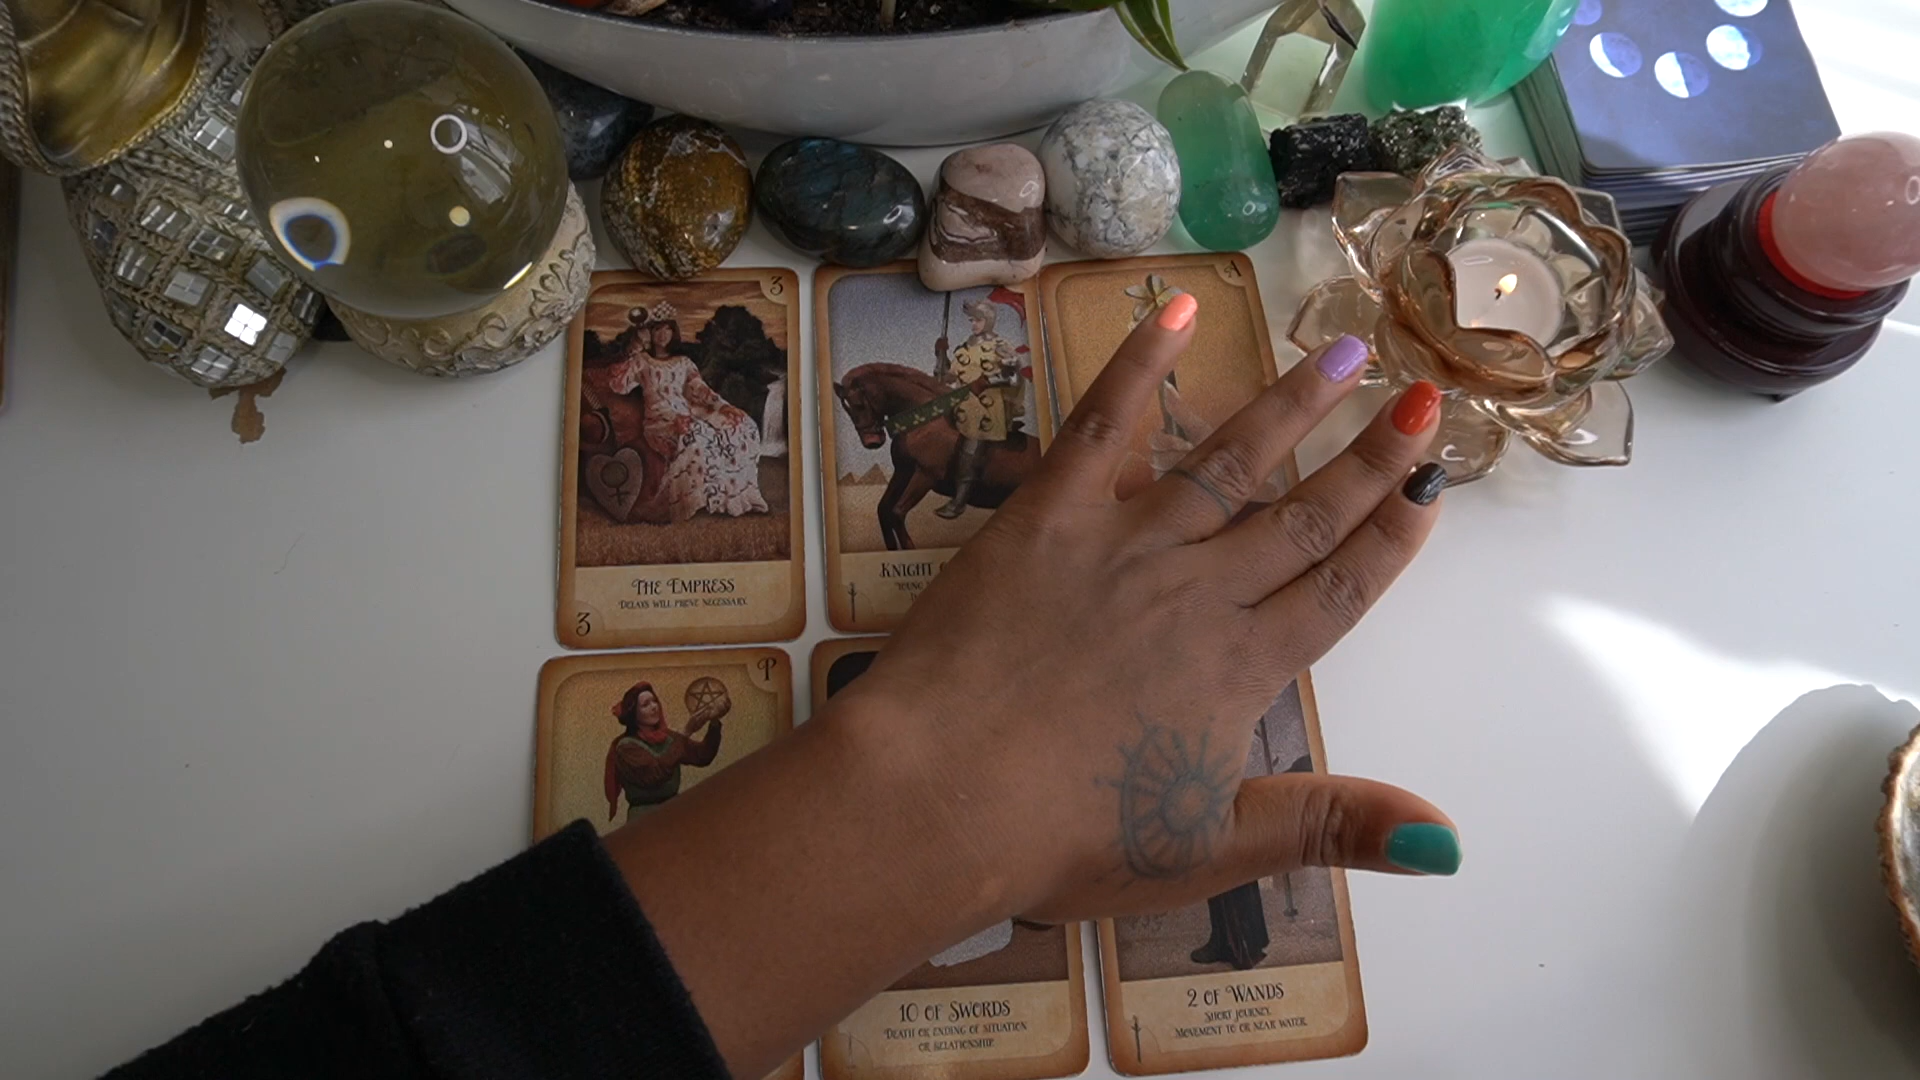 3
THE EMPRESS
DELAYS WILL PROVE NECESSARY.
3
KNIGHT
YOUNG
A
P
10 OF SWORDS
DEATH OR ENDING OF SITUATION
OR RELATIONSHIP
2 OF WANDS
SHORT JOURNEY.
MOVEMENT TO OR NEAR WATER.